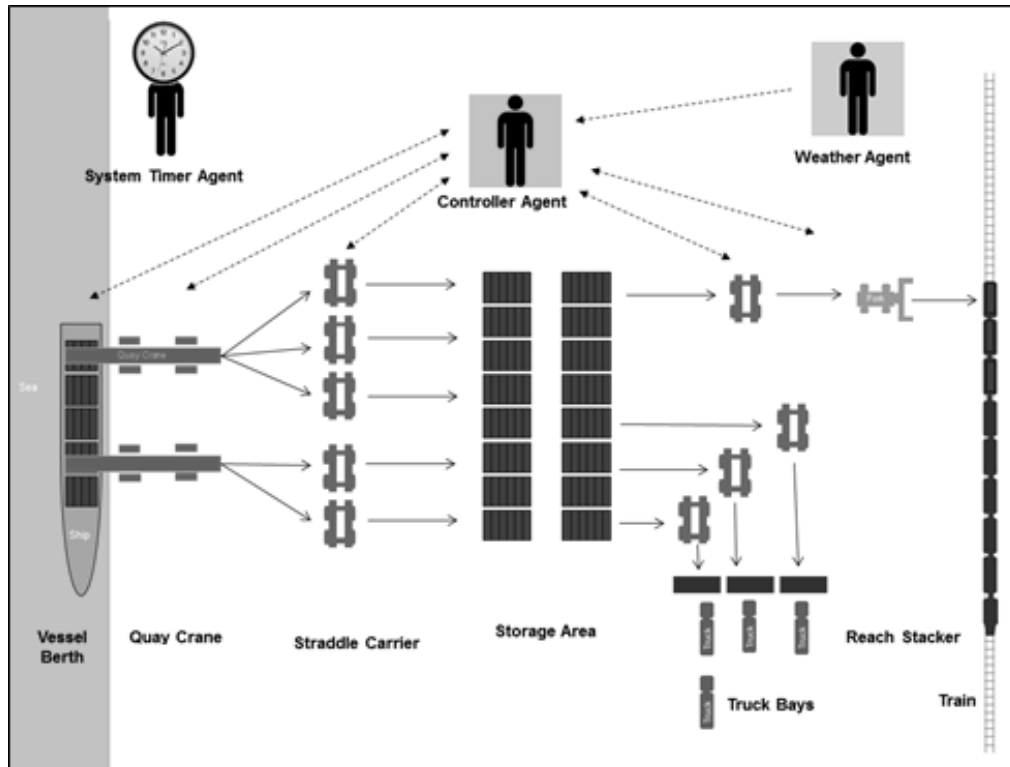 System Timer Agent
Controller Agent
Weather Agent
Quay Crane
Fork
Sea
Ship
Vessel
Berth
Quay Crane
Straddle Carrier
Storage Area
Truck
Truck
Truck
Reach Stacker
Truck
Truck Bays
Train